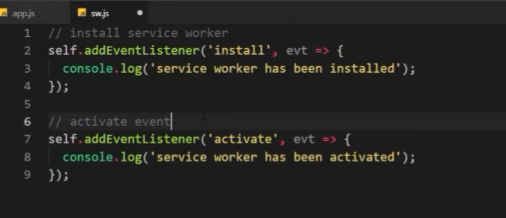 app.js
sw.js
1 // install service worker
2 self.addEventListener('install', evt => {
3   console.log('service worker has been installed');
4 });
5
6 // activate event
7 self.addEventListener('activate', evt => {
8   console.log('service worker has been activated');
9 });